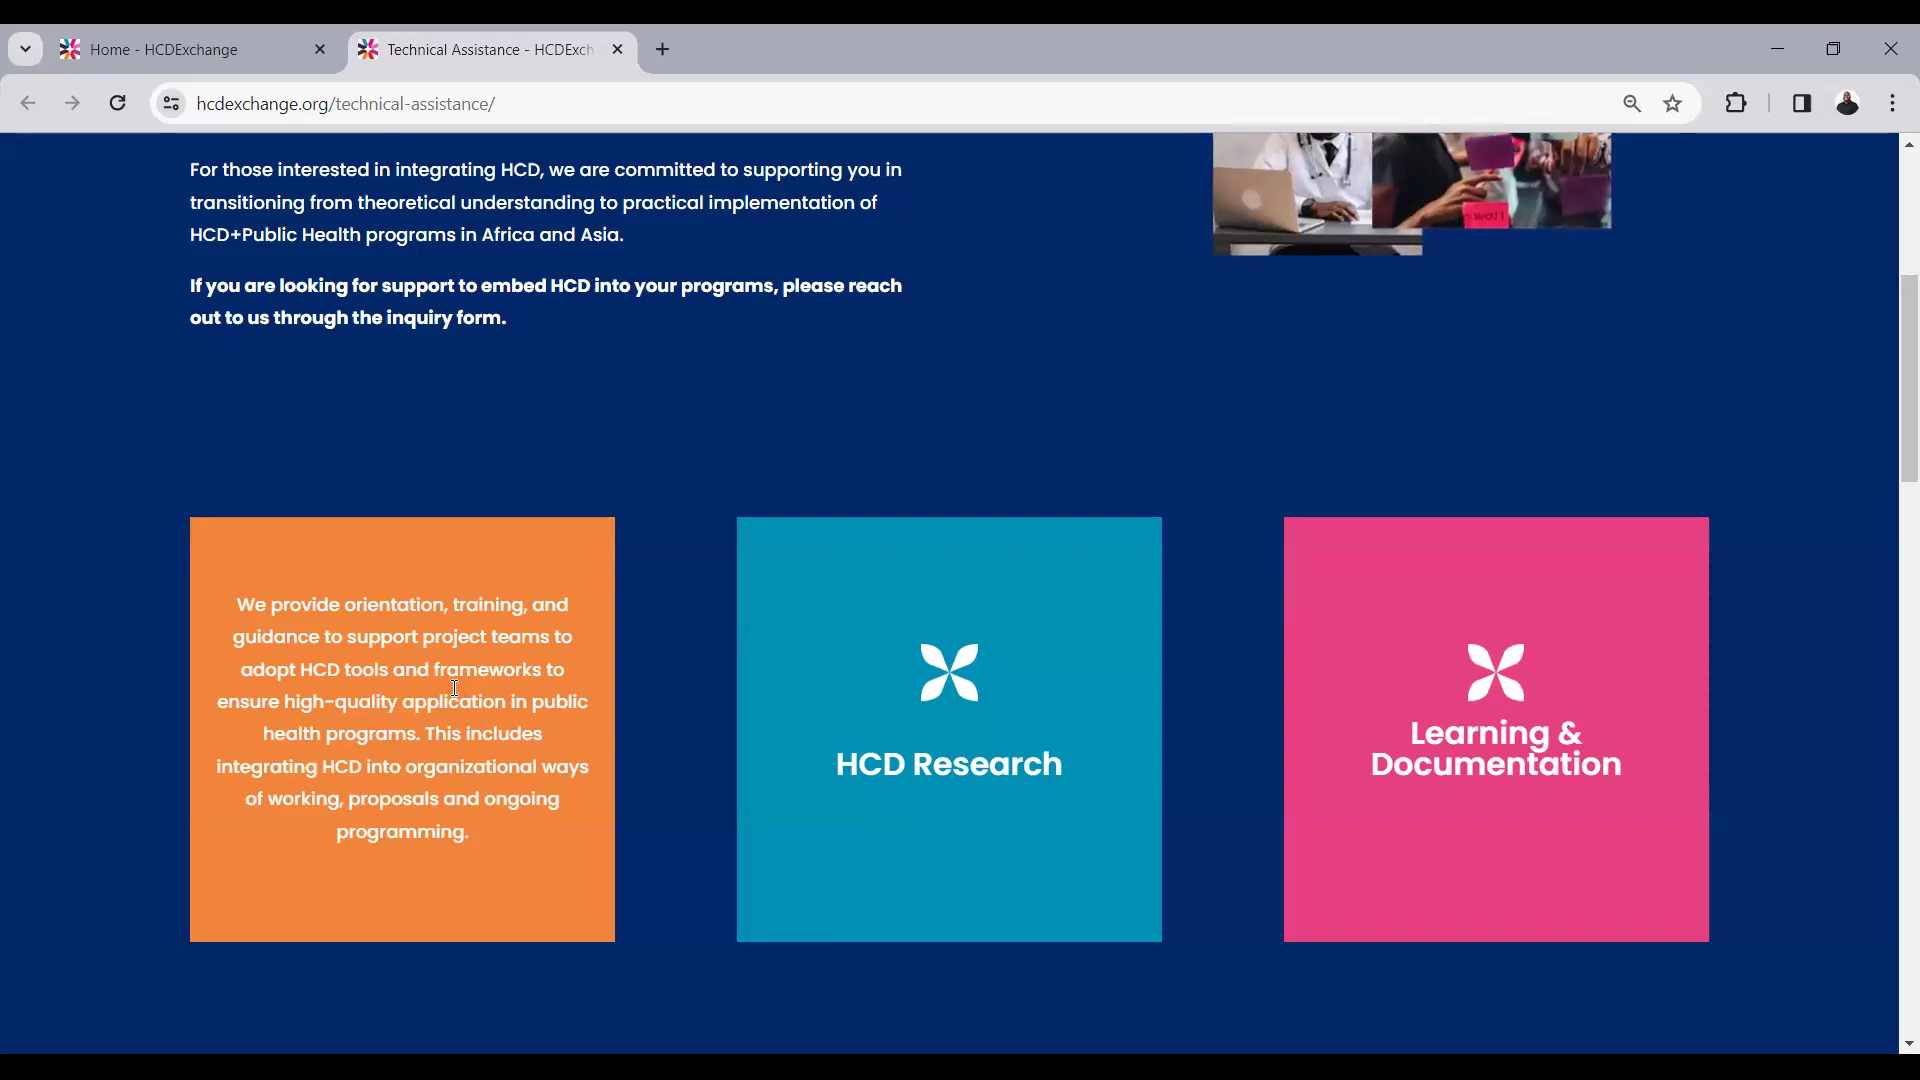 Home - HCDExchange
Technical Assistance - HCDExch
hcdexchange.org/technical-assistance/
For those interested in integrating HCD, we are committed to supporting you in
transitioning from theoretical understanding to practical implementation of
HCD+Public Health programs in Africa and Asia.
If you are looking for support to embed HCD into your programs, please reach
out to us through the inquiry form.
We provide orientation, training, and
guidance to support project teams to
adopt HCD tools and frameworks to
ensure high-quality application in public
health programs. This includes
integrating HCD into organizational ways
of working, proposals and ongoing
programming.
HCD Research
Learning &
Documentation